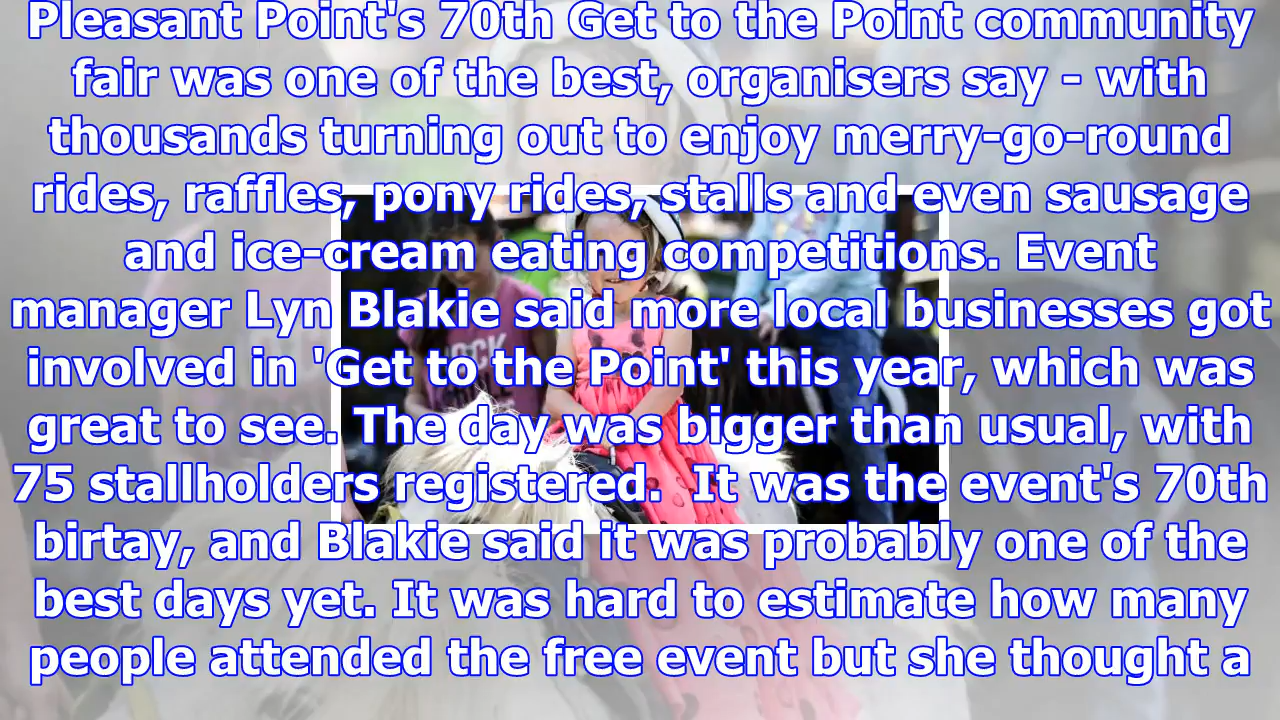 Pleasant Point's 70th Get to the Point community
fair was one of the best, organisers say - with
thousands turning out to enjoy merry-go-round
rides, raffles, pony rides, stalls and even sausage
and ice-cream eating competitions. Event
manager Lyn Blakie said more local businesses got
involved in 'Get to the Point' this year, which was
great to see. The day was bigger than usual, with
75 stallholders registered.  It was the event's 70th
birtay, and Blakie said it was probably one of the
best days yet. It was hard to estimate how many
people attended the free event but she thought a